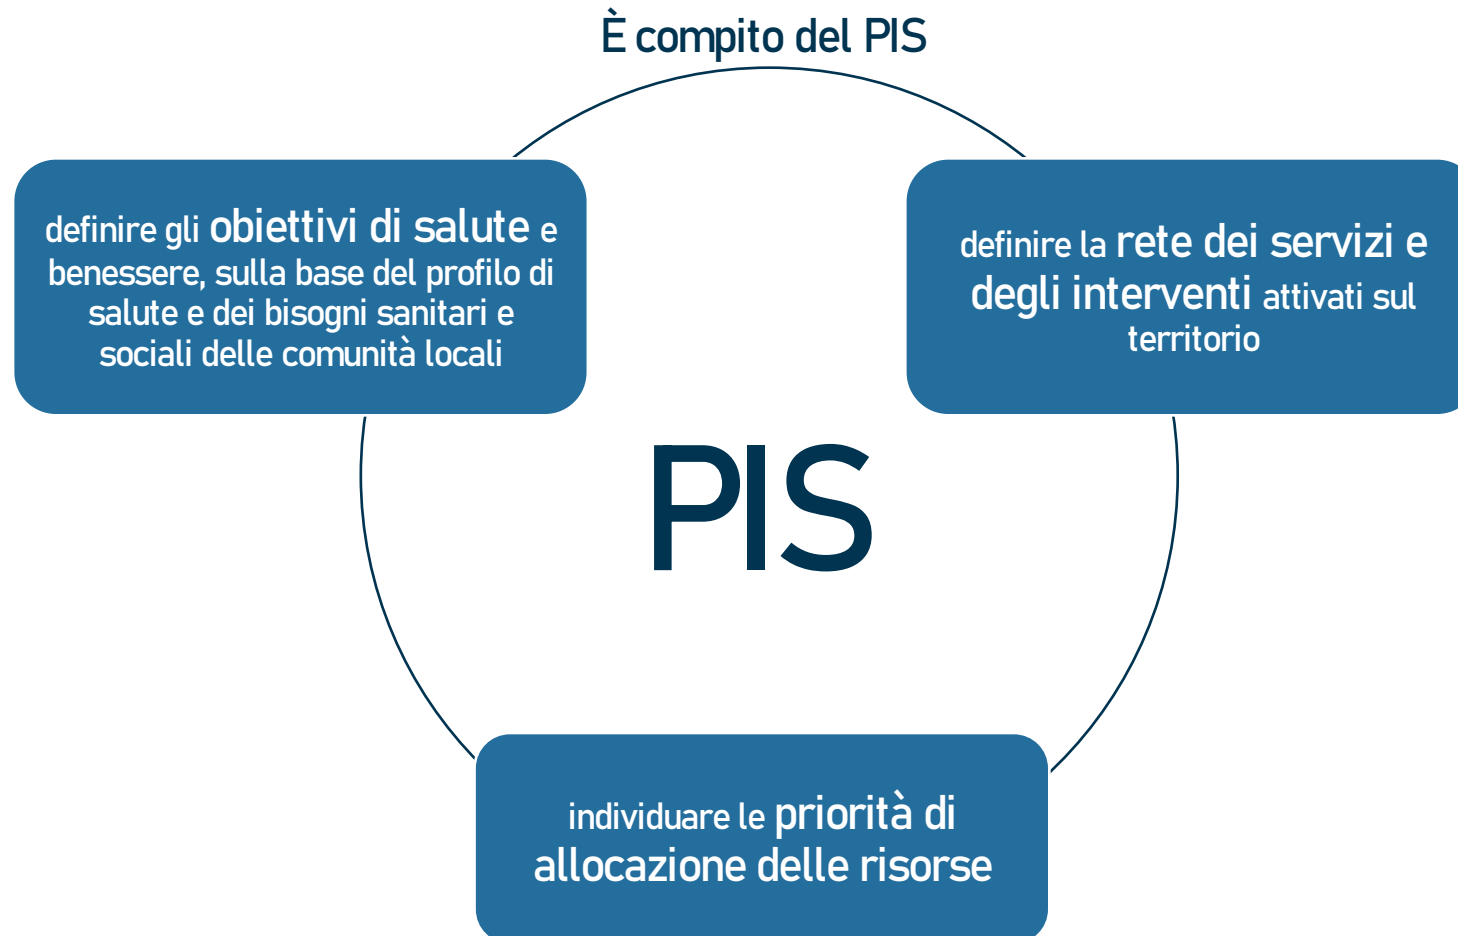 È compito del PIS
definire gli obiettivi di salute e
benessere, sulla base del profilo di
salute e dei bisogni sanitari e
sociali delle comunità locali
definire la rete dei servizi e
degli interventi attivati sul
territorio
PIS
individuare le priorità di
allocazione delle risorse